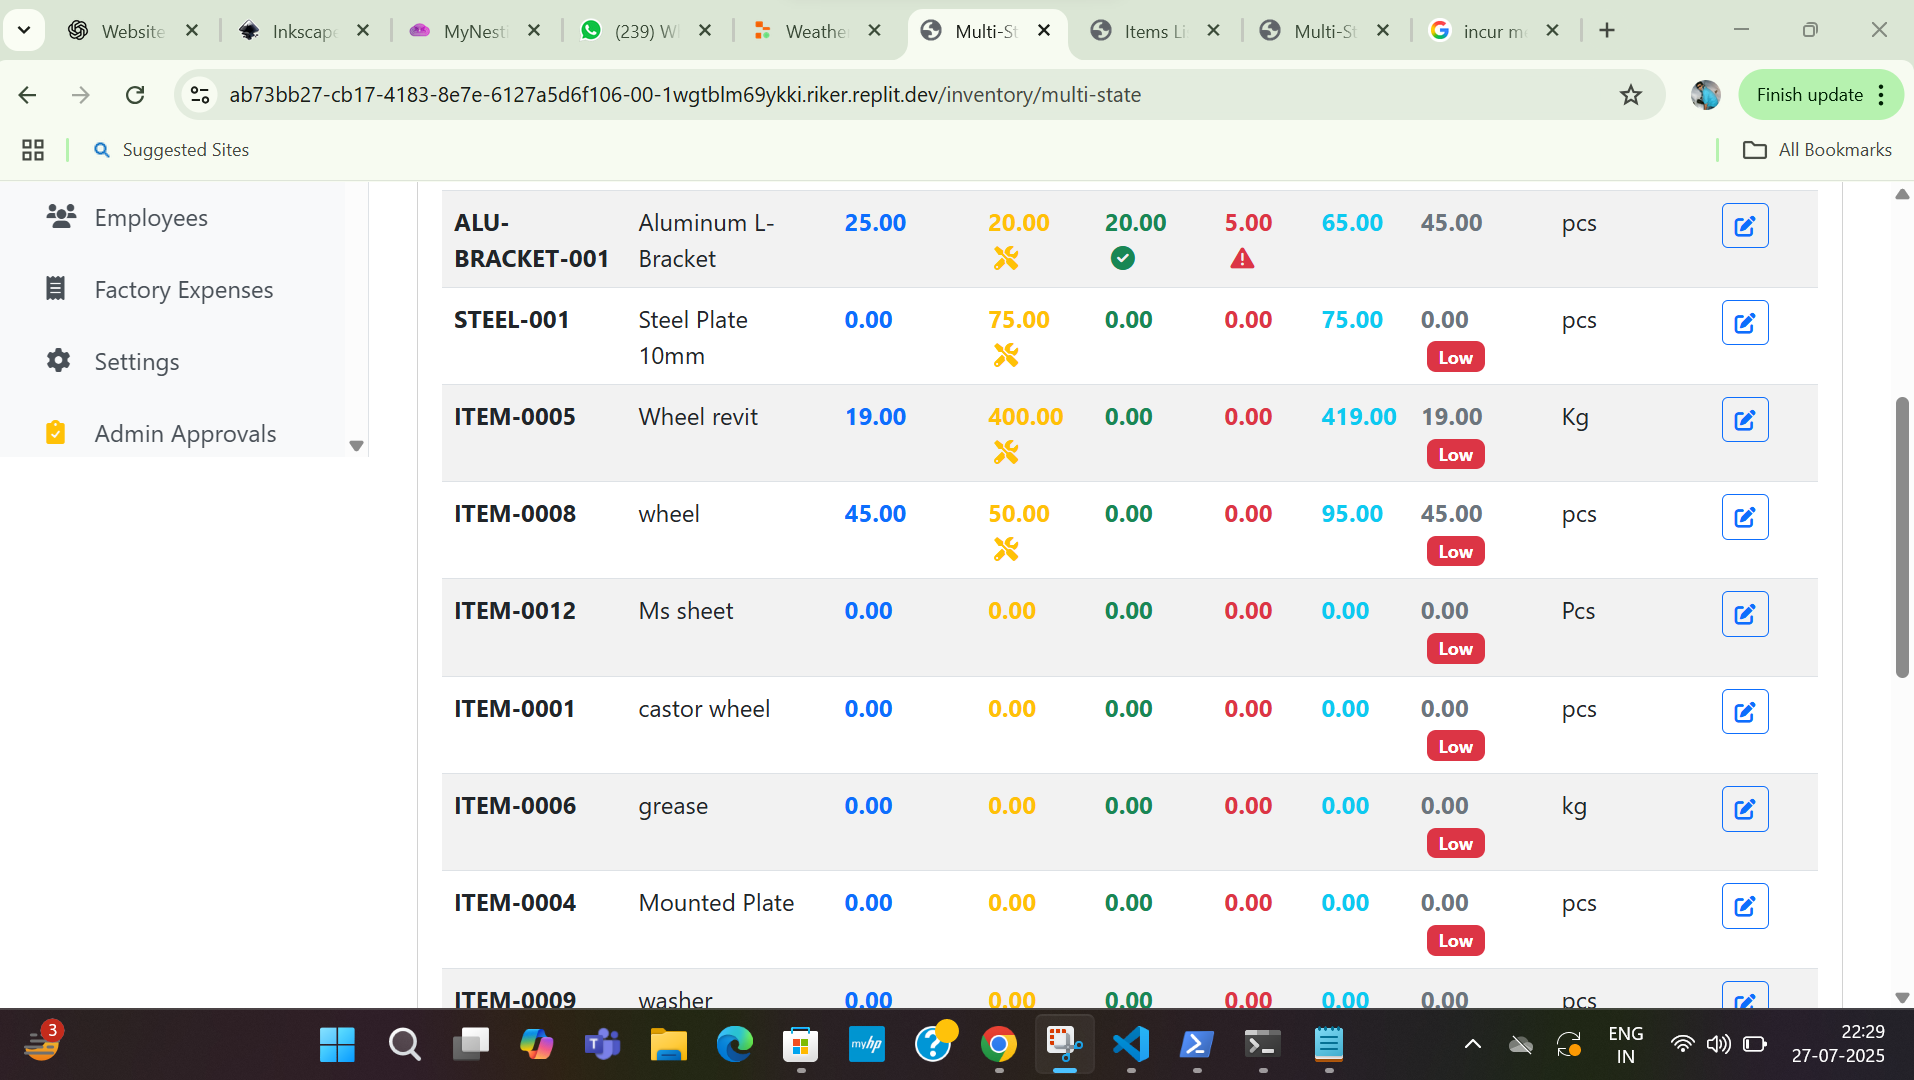 Website
Inkscape
MyNesti
(239) W
Weather
Multi-St
Items Li
Multi-St
incur m
ab73bb27-cb17-4183-8e7e-6127a5d6f106-00-1wgtblm69ykki.riker.replit.dev/inventory/multi-state
Finish update
Suggested Sites
All Bookmarks
Employees
Factory Expenses
Settings
Admin Approvals
ALU-BRACKET-001 Aluminum L-Bracket 25.00 20.00 20.00 5.00 65.00 45.00 pcs
STEEL-001 Steel Plate 10mm 0.00 75.00 0.00 0.00 75.00 0.00 Low pcs
ITEM-0005 Wheel revit 19.00 400.00 0.00 0.00 419.00 19.00 Low Kg
ITEM-0008 wheel 45.00 50.00 0.00 0.00 95.00 45.00 Low pcs
ITEM-0012 Ms sheet 0.00 0.00 0.00 0.00 0.00 0.00 Low Pcs
ITEM-0001 castor wheel 0.00 0.00 0.00 0.00 0.00 0.00 Low pcs
ITEM-0006 grease 0.00 0.00 0.00 0.00 0.00 0.00 Low kg
ITEM-0004 Mounted Plate 0.00 0.00 0.00 0.00 0.00 0.00 Low pcs
ITEM-0009 washer 0.00 0.00 0.00 0.00 0.00 0.00 pcs
3
myhp
ENG
IN
22:29
27-07-2025